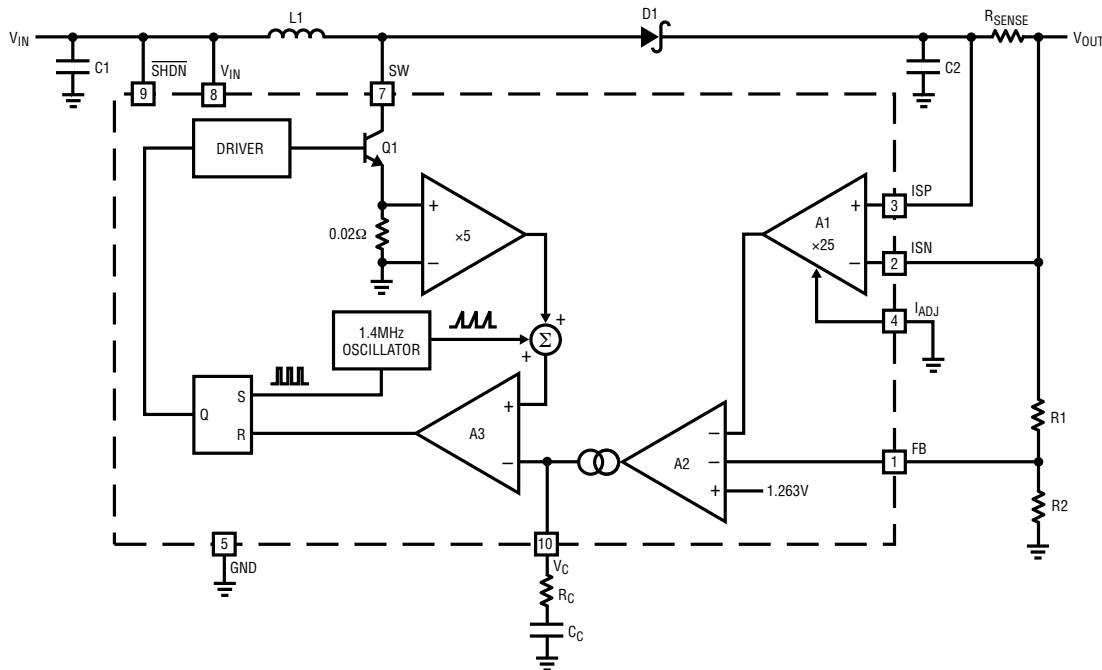 L1
D1
RSENSE
VIN
VOUT
C1
SHDN
VIN
SW
C2
9
8
7
DRIVER
Q1
ISP
+
3
A1
+
×25
0.02Ω
×5
ISN
−
−
2
IADJ
4
+
1.4MHz
OSCILLATOR
Σ
+
S
+
R1
Q
−
R
A3
FB
−
A2
−
1
+
1.263V
R2
5
10
GND
VC
RC
CC